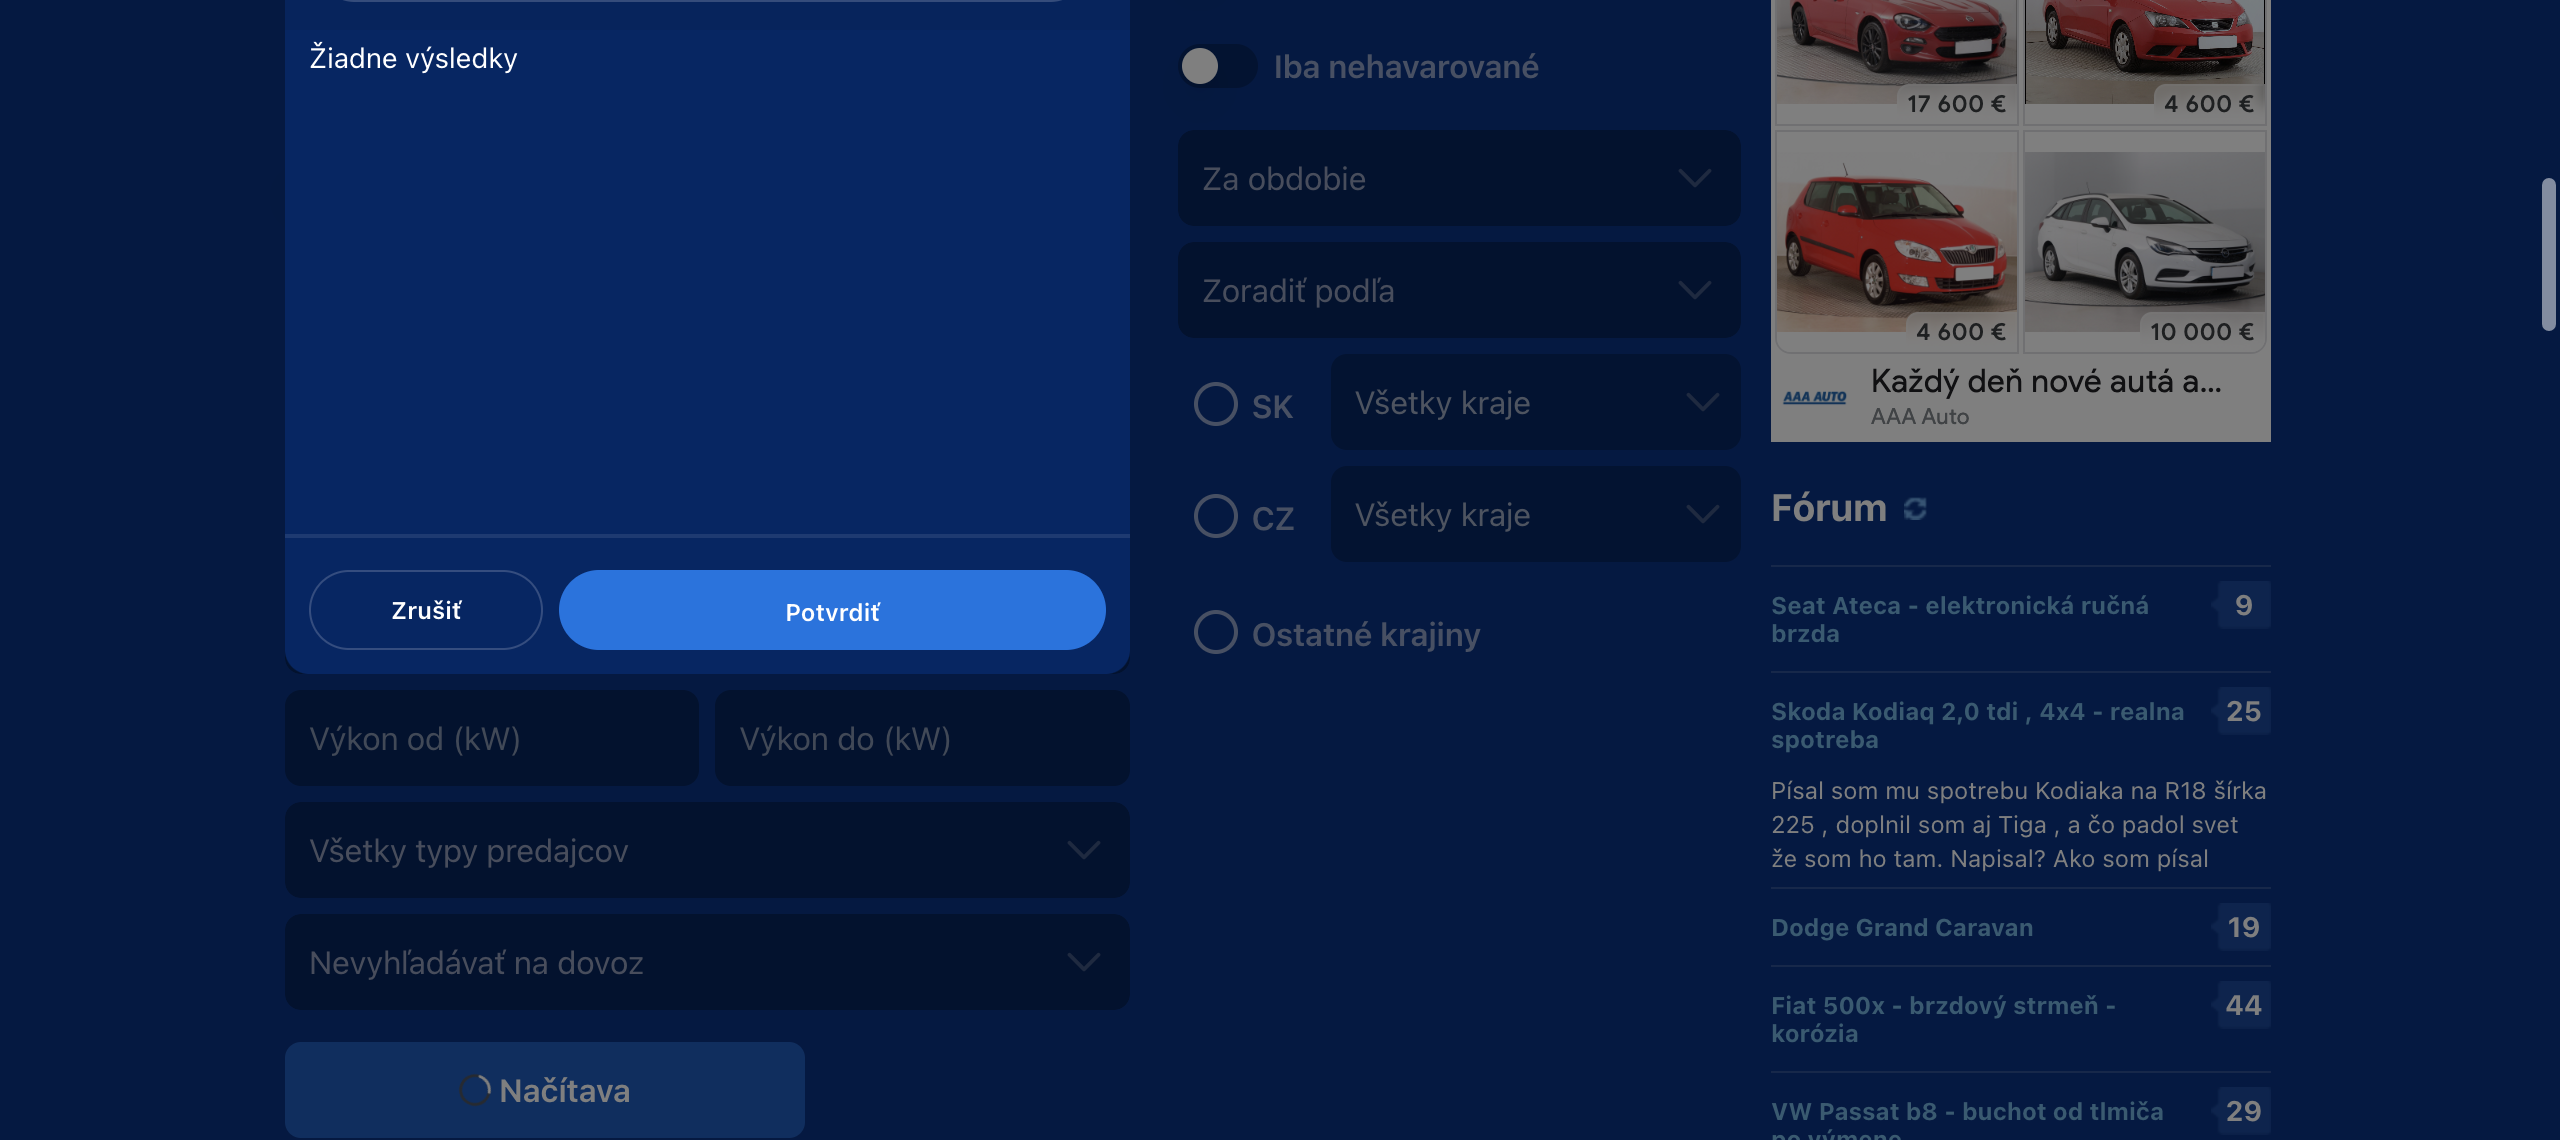 Žiadne výsledky
Zrušiť
Potvrdiť
Výkon od (kW)
Výkon do (kW)
Všetky typy predajcov
Nevyhľadávať na dovoz
Načítava
Iba nehavarované
Za obdobie
Zoradiť podľa
SK
Všetky kraje
CZ
Všetky kraje
Ostatné krajiny
17 600 €
4 600 €
4 600 €
10 000 €
AAA AUTO
Každý deň nové autá a...
AAA Auto
Fórum
Seat Ateca - elektronická ručná
brzda
9
Skoda Kodiaq 2,0 tdi , 4x4 - realna
spotreba
25
Písal som mu spotrebu Kodiaka na R18 šírka
225 , doplnil som aj Tiga , a čo padol svet
že som ho tam. Napisal? Ako som písal
Dodge Grand Caravan
19
Fiat 500x - brzdový strmeň -
korózia
44
VW Passat b8 - buchot od tlmiča
po výmene
29